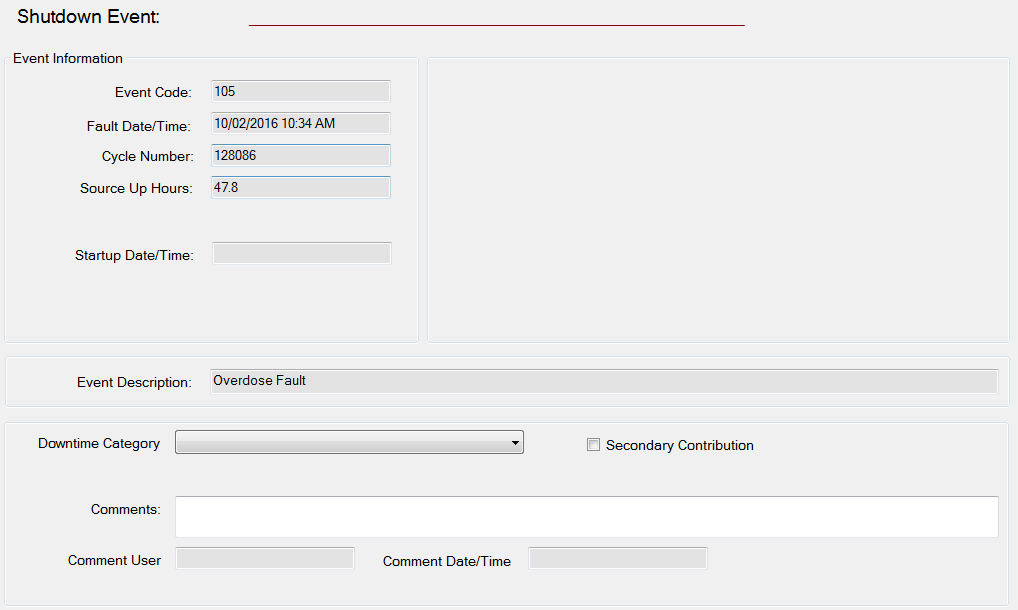 Shutdown Event:
Event Information
Event Code: 105
Fault Date/Time: 10/02/2016 10:34 AM
Cycle Number: 128086
Source Up Hours: 47.8
Startup Date/Time:
Event Description: Overdose Fault
Downtime Category
Secondary Contribution
Comments:
Comment User
Comment Date/Time